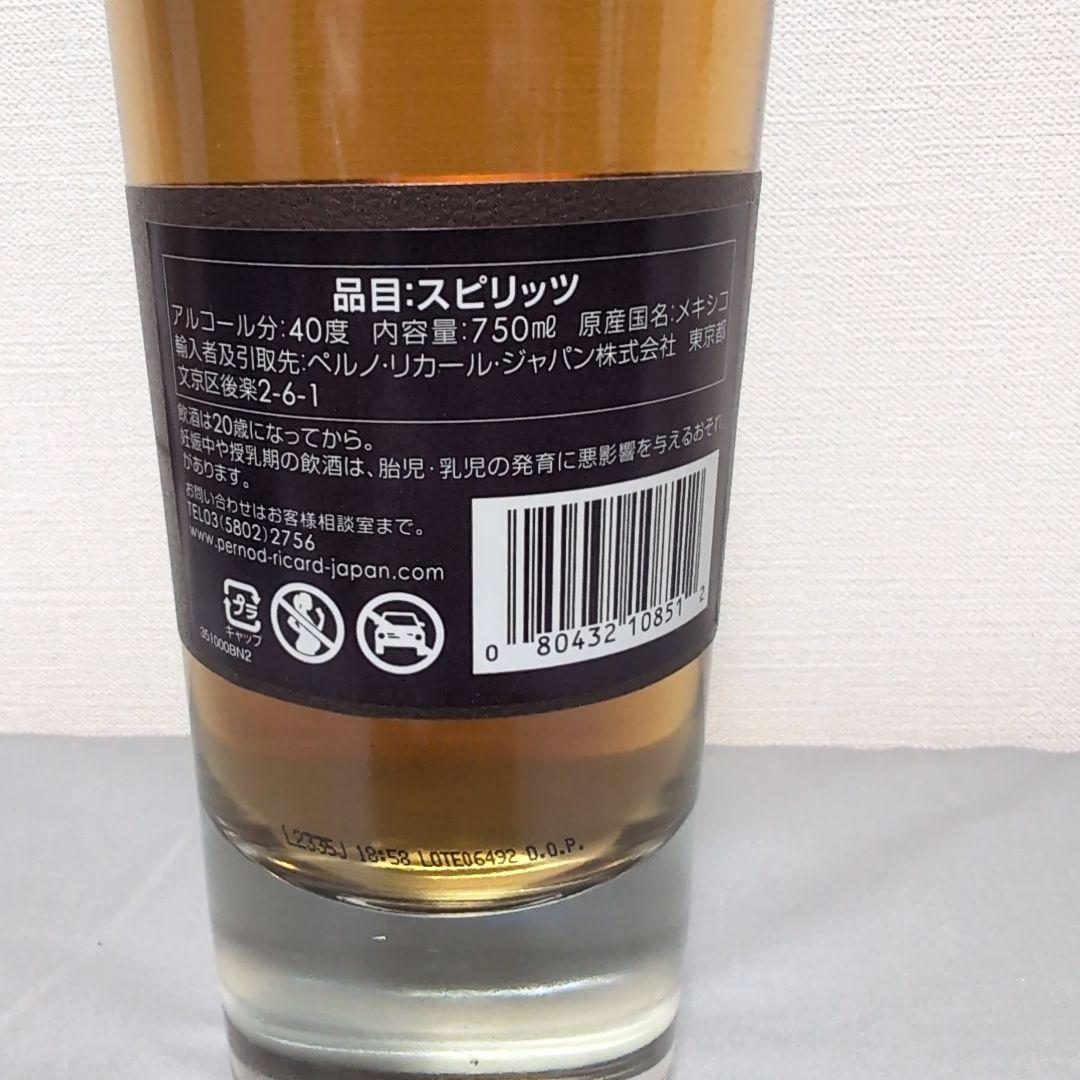 品目:スピリッツ
アルコール分:40度 内容量:750ml 原産国名:メキシコ
輸入者及引取先:ペルノ・リカール・ジャパン株式会社 東京都
文京区後楽2-6-1
飲酒は20歳になってから。
妊娠中や授乳期の飲酒は、胎児・乳児の発育に悪影響を与えるおそれ
があります。
お問い合わせはお客様相談室まで。
TEL03(5802)2756
www.pernod-ricard-japan.com
プラ
キャップ
351000BN2
0 80432 10851 2
L2335J 18:58 LOTE06492 D.O.P.